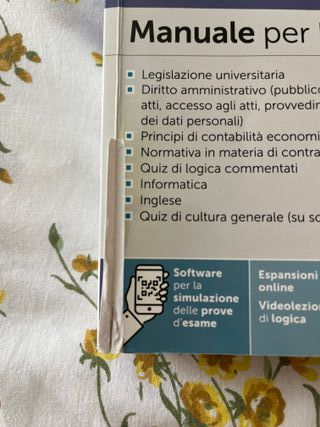 Manuale per
Legislazione universitaria
Diritto amministrativo (pubblico
atti, accesso agli atti, provvedim
dei dati personali)
Principi di contabilità economi
Normativa in materia di contra
Quiz di logica commentati
Informatica
Inglese
Quiz di cultura generale (su so
Software
per la
simulazione
delle prove
d'esame
Espansioni
online
Videolezion
di logica